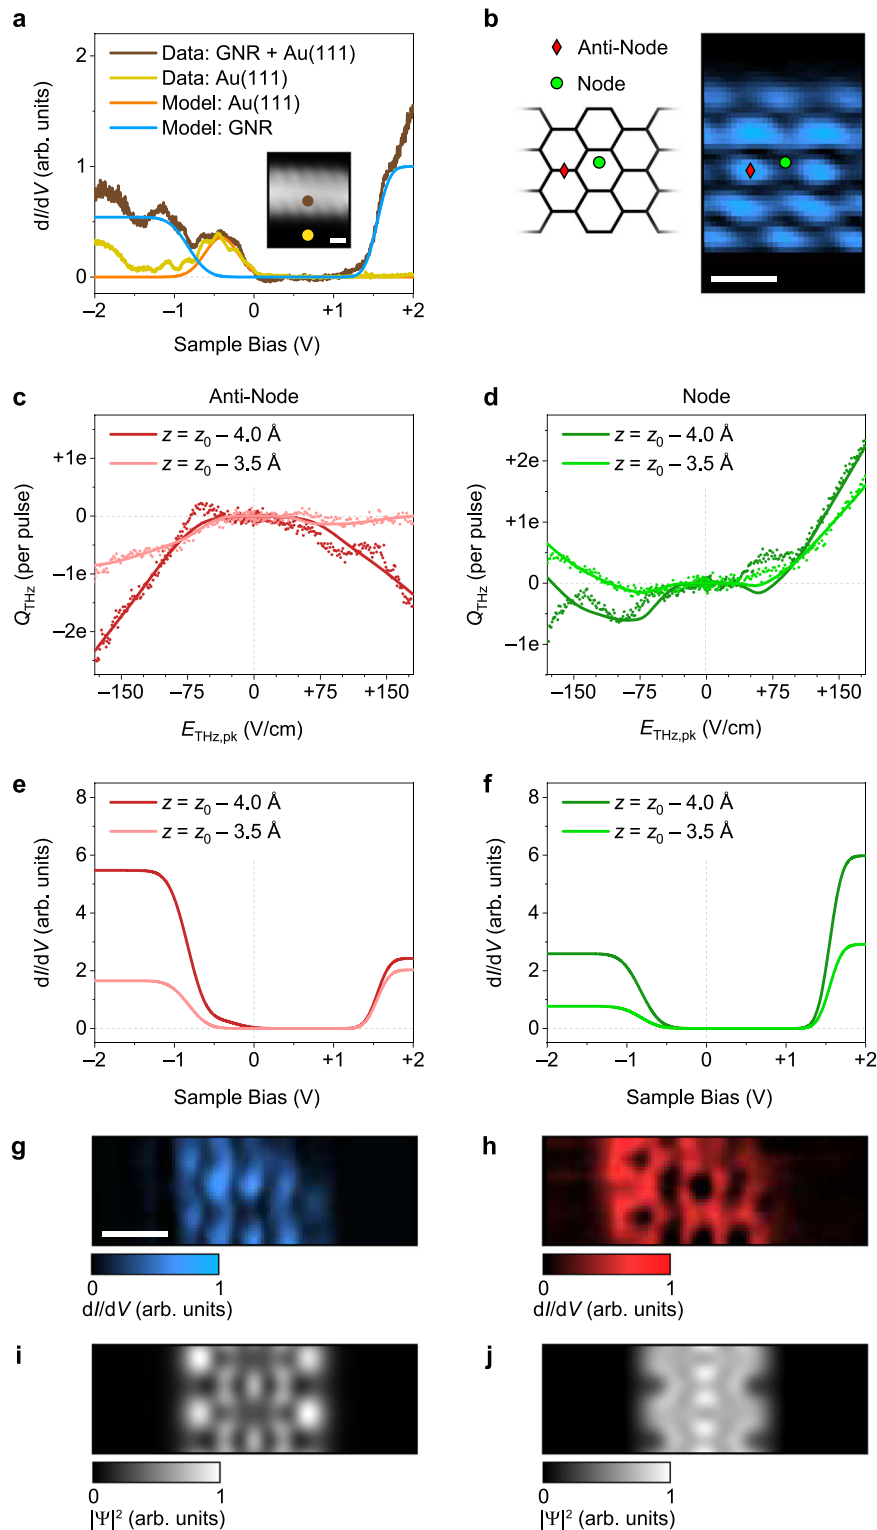 a
dI/dV (arb. units)
2
1
0
Data: GNR + Au(111)
Data: Au(111)
Model: Au(111)
Model: GNR
–2 –1 0 +1 +2
Sample Bias (V)
b
Anti-Node
Node
c
Anti-Node
Q_THz (per pulse)
+1e
0
–1e
–2e
z = z₀ – 4.0 Å
z = z₀ – 3.5 Å
–150 –75 0 +75 +150
E_THz,pk (V/cm)
d
Node
Q_THz (per pulse)
+2e
+1e
0
–1e
z = z₀ – 4.0 Å
z = z₀ – 3.5 Å
–150 –75 0 +75 +150
E_THz,pk (V/cm)
e
dI/dV (arb. units)
8
6
4
2
0
z = z₀ – 4.0 Å
z = z₀ – 3.5 Å
–2 –1 0 +1 +2
Sample Bias (V)
f
dI/dV (arb. units)
8
6
4
2
0
z = z₀ – 4.0 Å
z = z₀ – 3.5 Å
–2 –1 0 +1 +2
Sample Bias (V)
g
0 1
dI/dV (arb. units)
h
0 1
dI/dV (arb. units)
i
0 1
|Ψ|² (arb. units)
j
0 1
|Ψ|² (arb. units)